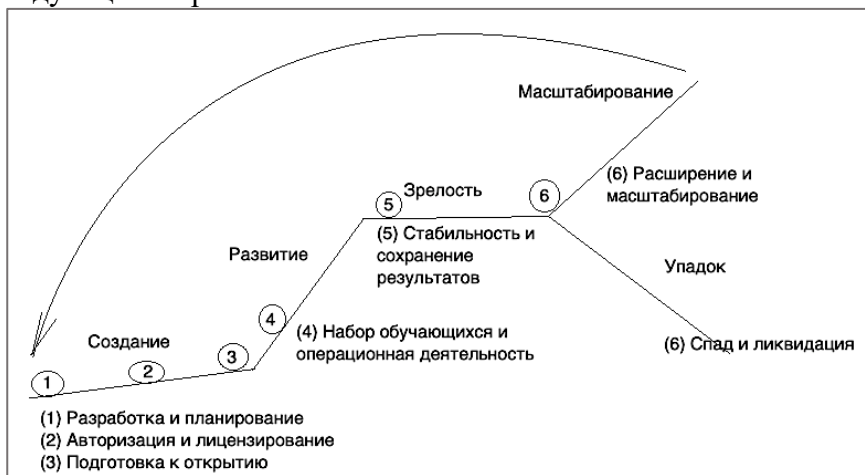 Масштабирование
(6) Расширение и
масштабирование
Зрелость
6
5
(5) Стабильность и
сохранение
результатов
Развитие
Упадок
4
(4) Набор обучающихся и
операционная деятельность
(6) Спад и ликвидация
Создание
1
2
3
(1) Разработка и планирование
(2) Авторизация и лицензирование
(3) Подготовка к открытию